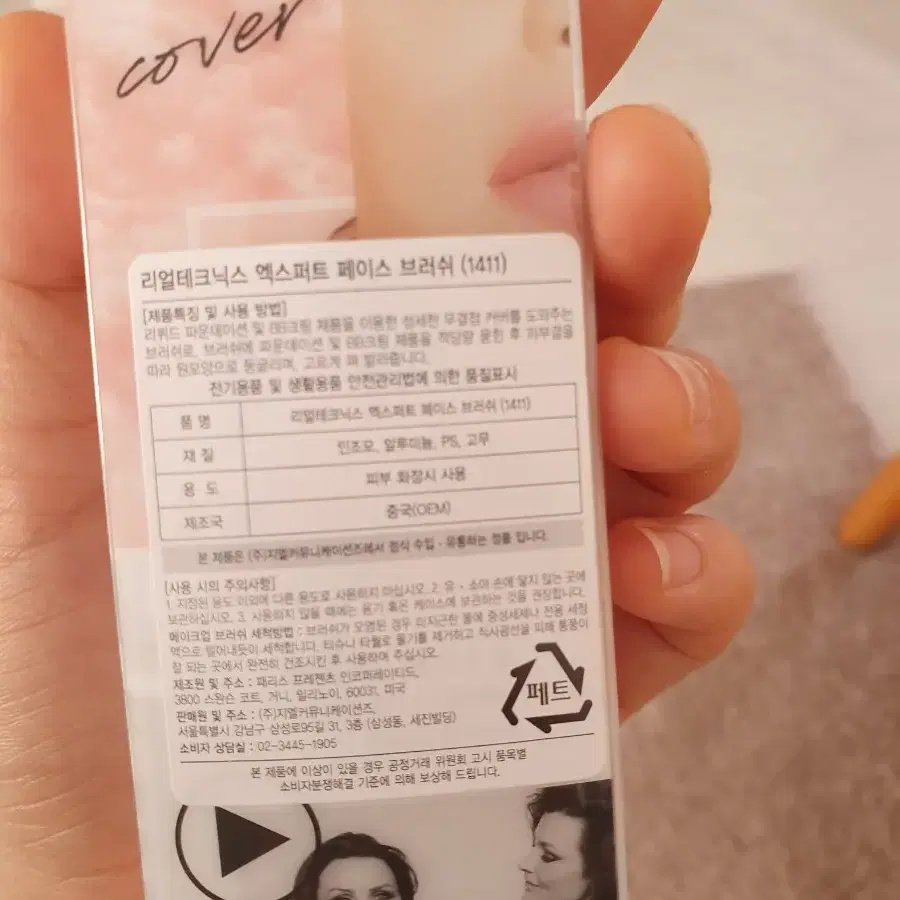 cover
리얼테크닉스 엑스퍼트 페이스 브러쉬 (1411)
[제품특징 및 사용 방법]
리퀴드 파운데이션 및 BB크림 제품을 이용한 섬세한 무결점 커버를 도와주는
브러쉬로, 브러쉬에 파운데이션 및 BB크림 제품을 적당량 묻힌 후 피부결을
따라 원모양으로 둥글리며, 고르게 펴 발라줍니다.
전기용품 및 생활용품 안전관리법에 의한 품질표시
품 명 리얼테크닉스 엑스퍼트 페이스 브러쉬 (1411)
재 질 인조모, 알루미늄, PS, 고무
용 도 피부 화장시 사용
제조국 중국(OEM)
본 제품은 (주)지엘커뮤니케이션즈에서 정식 수입 · 유통하는 정품 입니다.
[사용 시의 주의사항]
1. 지정된 용도 이외에 다른 용도로 사용하지 마십시오. 2. 유 · 소아 손에 닿지 않는 곳에
보관하십시오. 3. 사용하지 않을 때에는 용기 혹은 케이스에 보관하는 것을 권장합니다.
메이크업 브러쉬 세척방법 : 브러쉬가 오염된 경우 미지근한 물에 중성세제나 전용 세정
액으로 빌어내듯이 세척합니다. 티슈나 타월로 물기를 제거하고 직사광선을 피해 통풍이
잘 되는 곳에서 완전히 건조시킨 후 사용하여 주십시오.
제조원 및 주소 : 패리스 프레젠츠 인코퍼레이티드,
3800 스완슨 코트, 거니, 일리노이, 60031, 미국
판매원 및 주소 : (주)지엘커뮤니케이션즈,
서울특별시 강남구 삼성로95길 31, 3층 (삼성동, 세진빌딩)
소비자 상담실 : 02-3445-1905
페트
본 제품에 이상이 있을 경우 공정거래 위원회 고시 품목별
소비자분쟁해결 기준에 의해 보상해 드립니다.